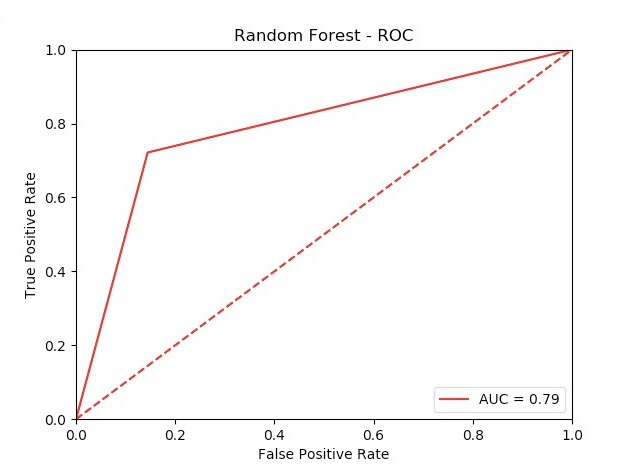 Random Forest - ROC
1.0
0.8
0.6
0.4
0.2
0.0
True Positive Rate
AUC = 0.79
0.0 0.2 0.4 0.6 0.8 1.0
False Positive Rate